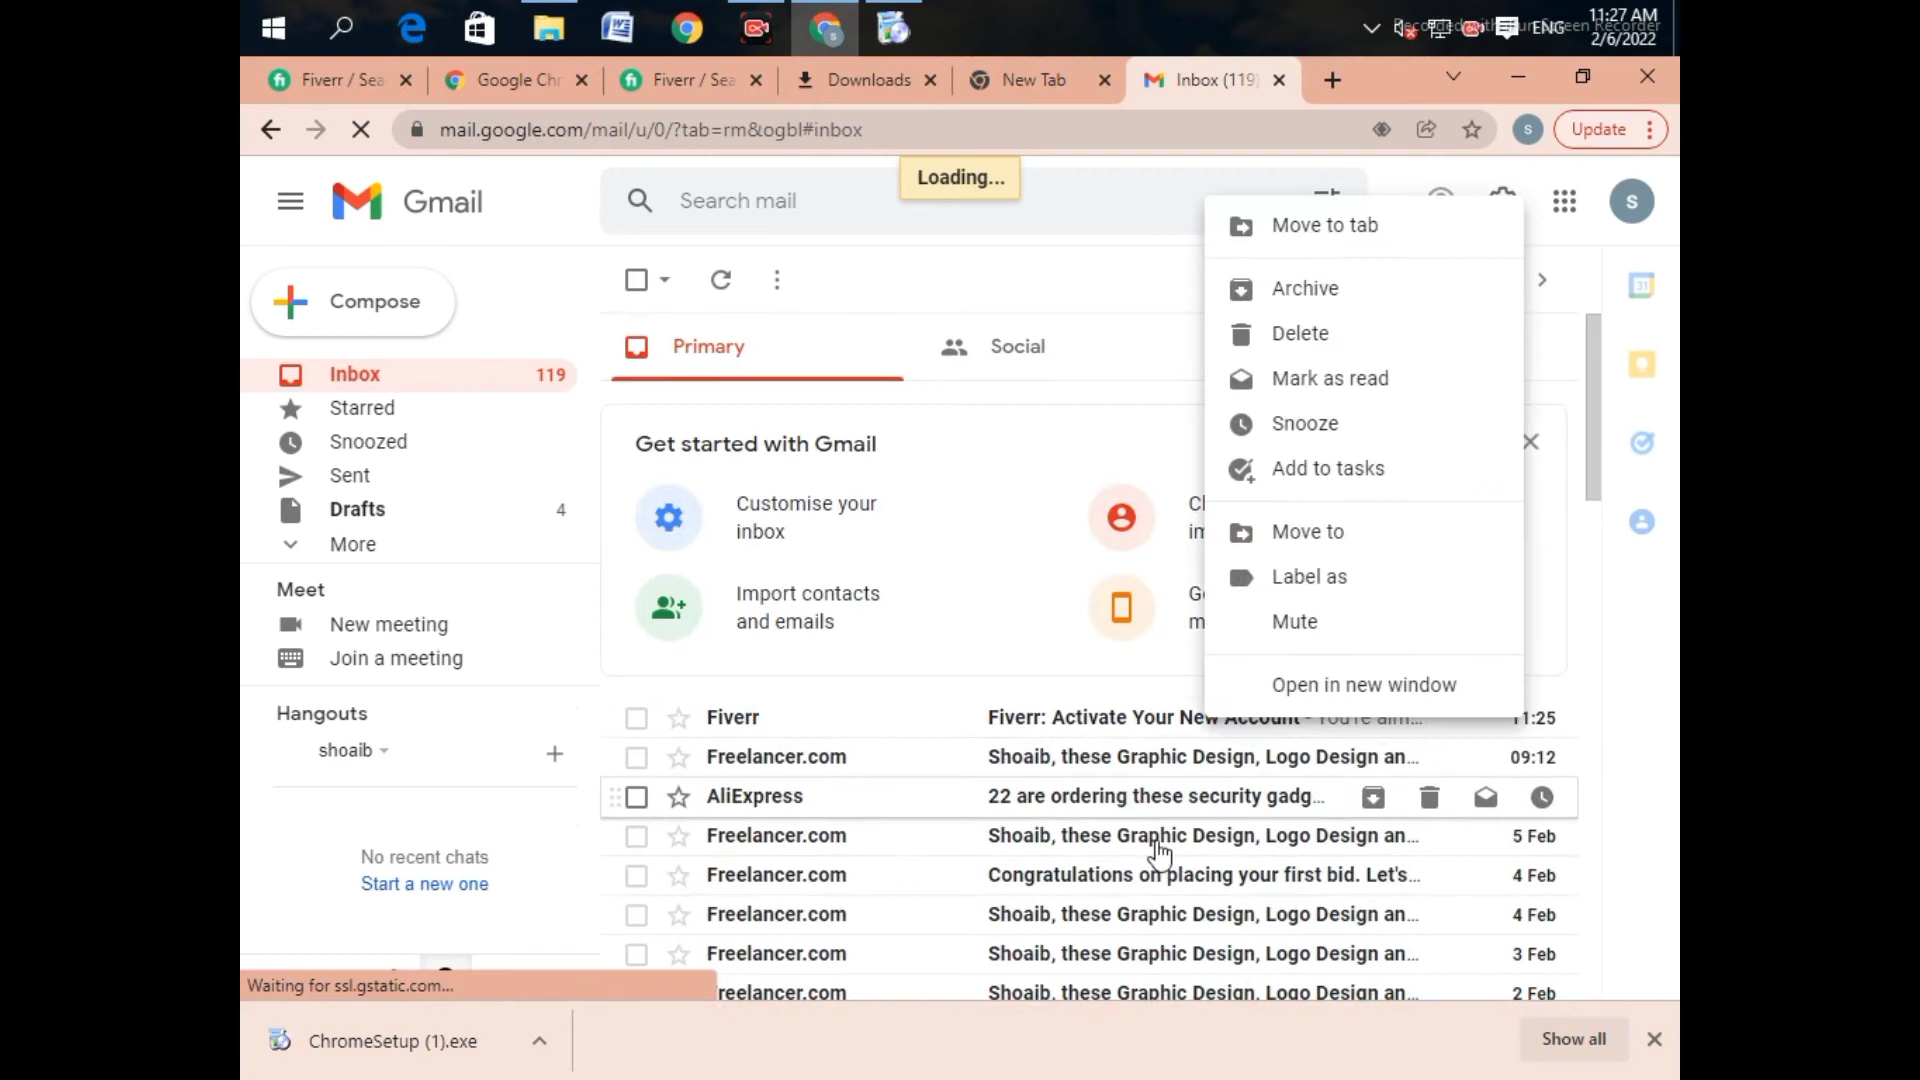 11:27 AM
ENG
2/6/2022
Fiverr / Sea
Google Chr
Fiverr / Sea
Downloads
New Tab
Inbox (119)
mail.google.com/mail/u/0/?tab=rm&ogbl#inbox
S
Update
Loading...
Gmail
Search mail
S
Move to tab
Compose
Archive
31
Delete
Primary
Social
Inbox 119
Mark as read
Starred
Snooze
Snoozed
Get started with Gmail
Sent
Add to tasks
Drafts 4
Customise your
inbox
Move to
More
Label as
Meet
Import contacts
and emails
Mute
New meeting
Join a meeting
Open in new window
Hangouts
Fiverr Fiverr: Activate Your New Account - You're alm... 11:25
shoaib
Freelancer.com Shoaib, these Graphic Design, Logo Design an... 09:12
AliExpress 22 are ordering these security gadg...
Freelancer.com Shoaib, these Graphic Design, Logo Design an... 5 Feb
No recent chats
Start a new one
Freelancer.com Congratulations on placing your first bid. Let's... 4 Feb
Freelancer.com Shoaib, these Graphic Design, Logo Design an... 4 Feb
Freelancer.com Shoaib, these Graphic Design, Logo Design an... 3 Feb
Waiting for ssl.gstatic.com...
reelancer.com Shoaib, these Graphic Design, Logo Design an... 2 Feb
ChromeSetup (1).exe
Show all